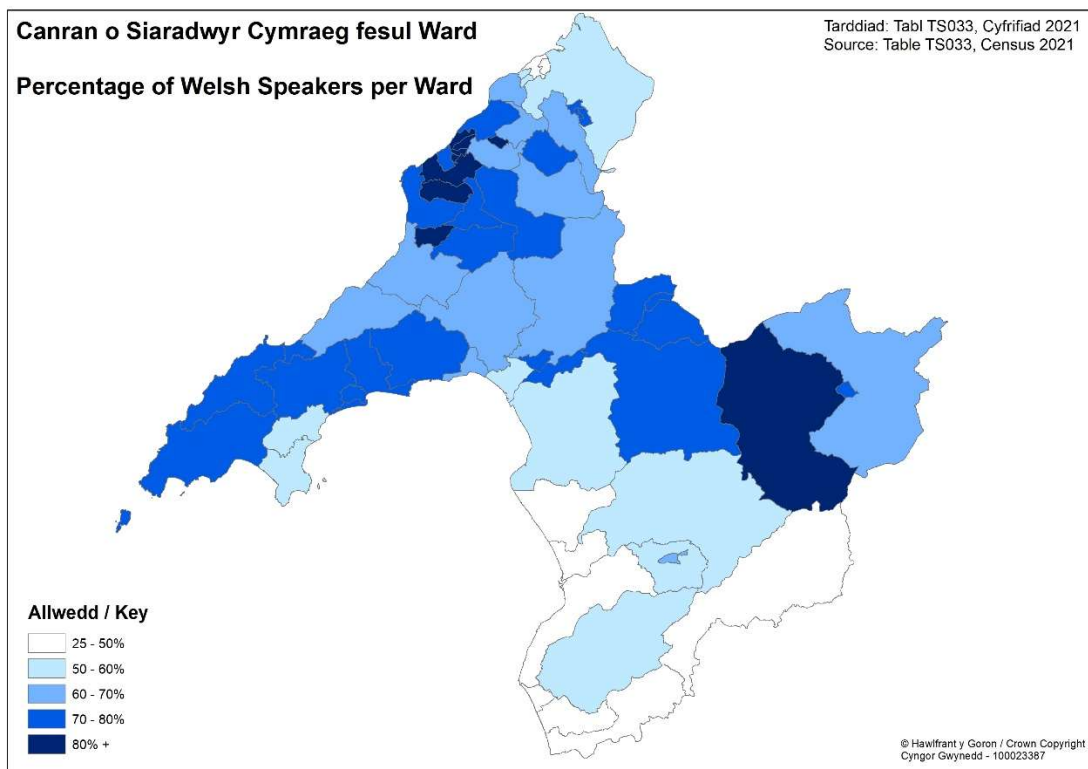 Canran o Siaradwyr Cymraeg fesul Ward
Percentage of Welsh Speakers per Ward
Tarddiad: Tabl TS033, Cyfrifiad 2021
Source: Table TS033, Census 2021
Allwedd / Key
25 - 50%
50 - 60%
60 - 70%
70 - 80%
80% +
© Hawlfraint y Goron / Crown Copyright
Cyngor Gwynedd - 100023387